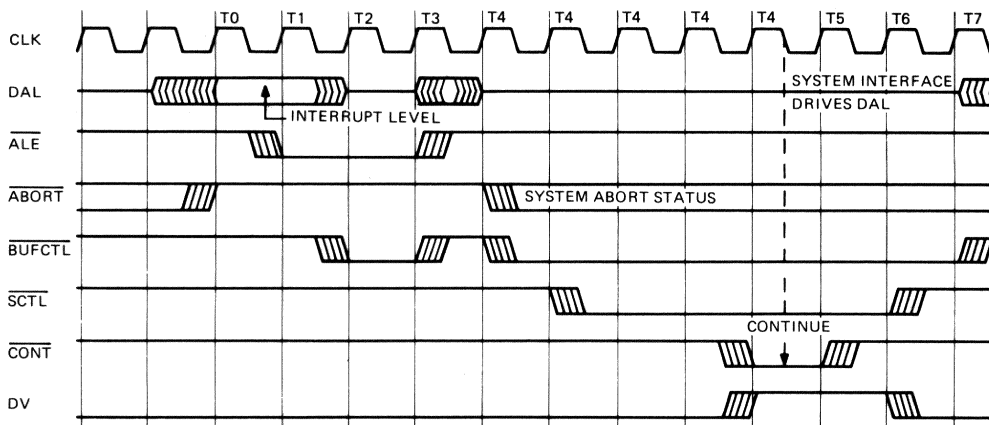 T0 T1 T2 T3 T4 T4 T4 T4 T4 T5 T6 T7
CLK
DAL
SYSTEM INTERFACE
DRIVES DAL
INTERRUPT LEVEL
ALE
ABORT
SYSTEM ABORT STATUS
BUFCTL
SCTL
CONTINUE
CONT
DV